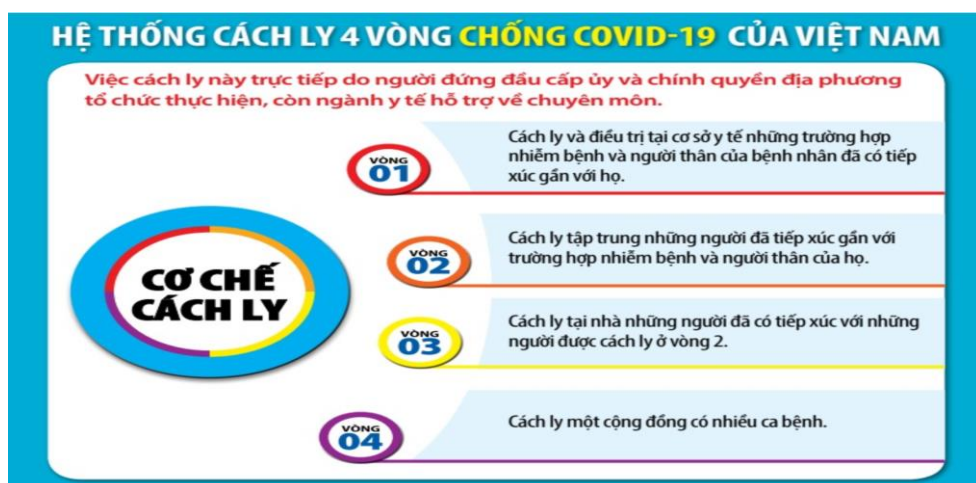 HỆ THỐNG CÁCH LY 4 VÒNG CHỐNG COVID-19 CỦA VIỆT NAM
Việc cách ly này trực tiếp do người đứng đầu cấp ủy và chính quyền địa phương
tổ chức thực hiện, còn ngành y tế hỗ trợ về chuyên môn.
CƠ CHẾ
CÁCH LY
VÒNG
01
Cách ly và điều trị tại cơ sở y tế những trường hợp
nhiễm bệnh và người thân của bệnh nhân đã có tiếp
xúc gần với họ.
VÒNG
02
Cách ly tập trung những người đã tiếp xúc gần với
trường hợp nhiễm bệnh và người thân của họ.
VÒNG
03
Cách ly tại nhà những người đã có tiếp xúc với những
người được cách ly ở vòng 2.
VÒNG
04
Cách ly một cộng đồng có nhiều ca bệnh.